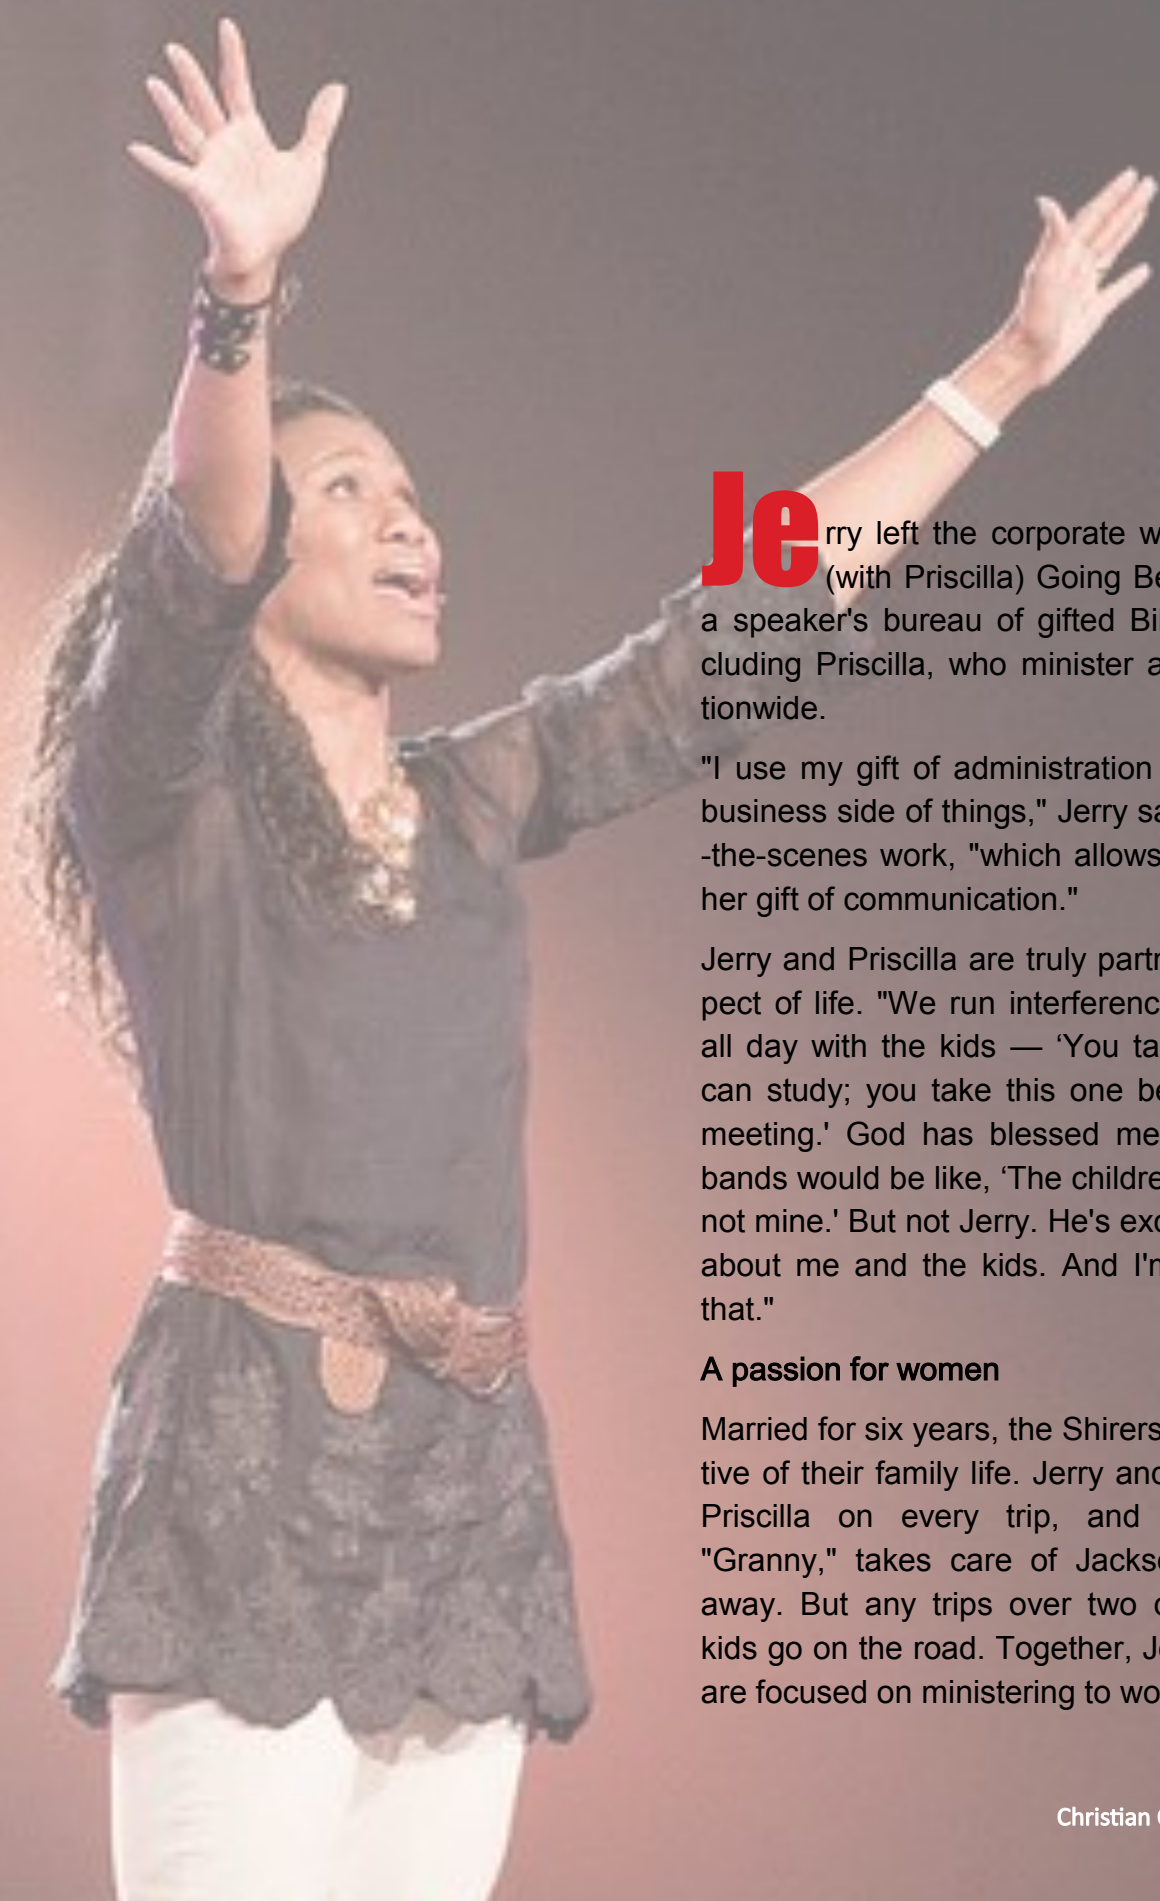 Jerry left the corporate w
(with Priscilla) Going Be
a speaker's bureau of gifted Bi
cluding Priscilla, who minister a
tionwide.
"I use my gift of administration
business side of things," Jerry sa
-the-scenes work, "which allows
her gift of communication."
Jerry and Priscilla are truly partn
pect of life. "We run interferenc
all day with the kids — ‘You ta
can study; you take this one be
meeting.' God has blessed me
bands would be like, ‘The childre
not mine.' But not Jerry. He's exc
about me and the kids. And I'm
that."
A passion for women
Married for six years, the Shirers
tive of their family life. Jerry and
Priscilla on every trip, and
"Granny," takes care of Jackso
away. But any trips over two d
kids go on the road. Together, Je
are focused on ministering to wo
Christian